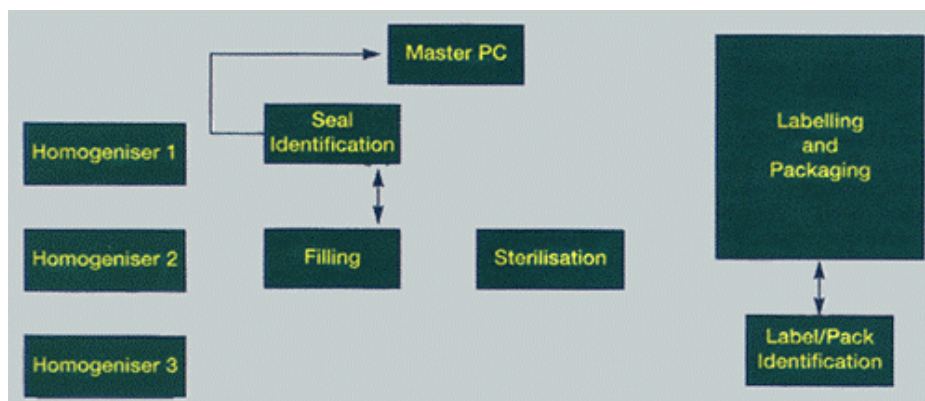 Master PC
Seal
Identification
Labelling
and
Packaging
Homogeniser 1
Homogeniser 2
Filling
Sterilisation
Homogeniser 3
Label/Pack
Identification